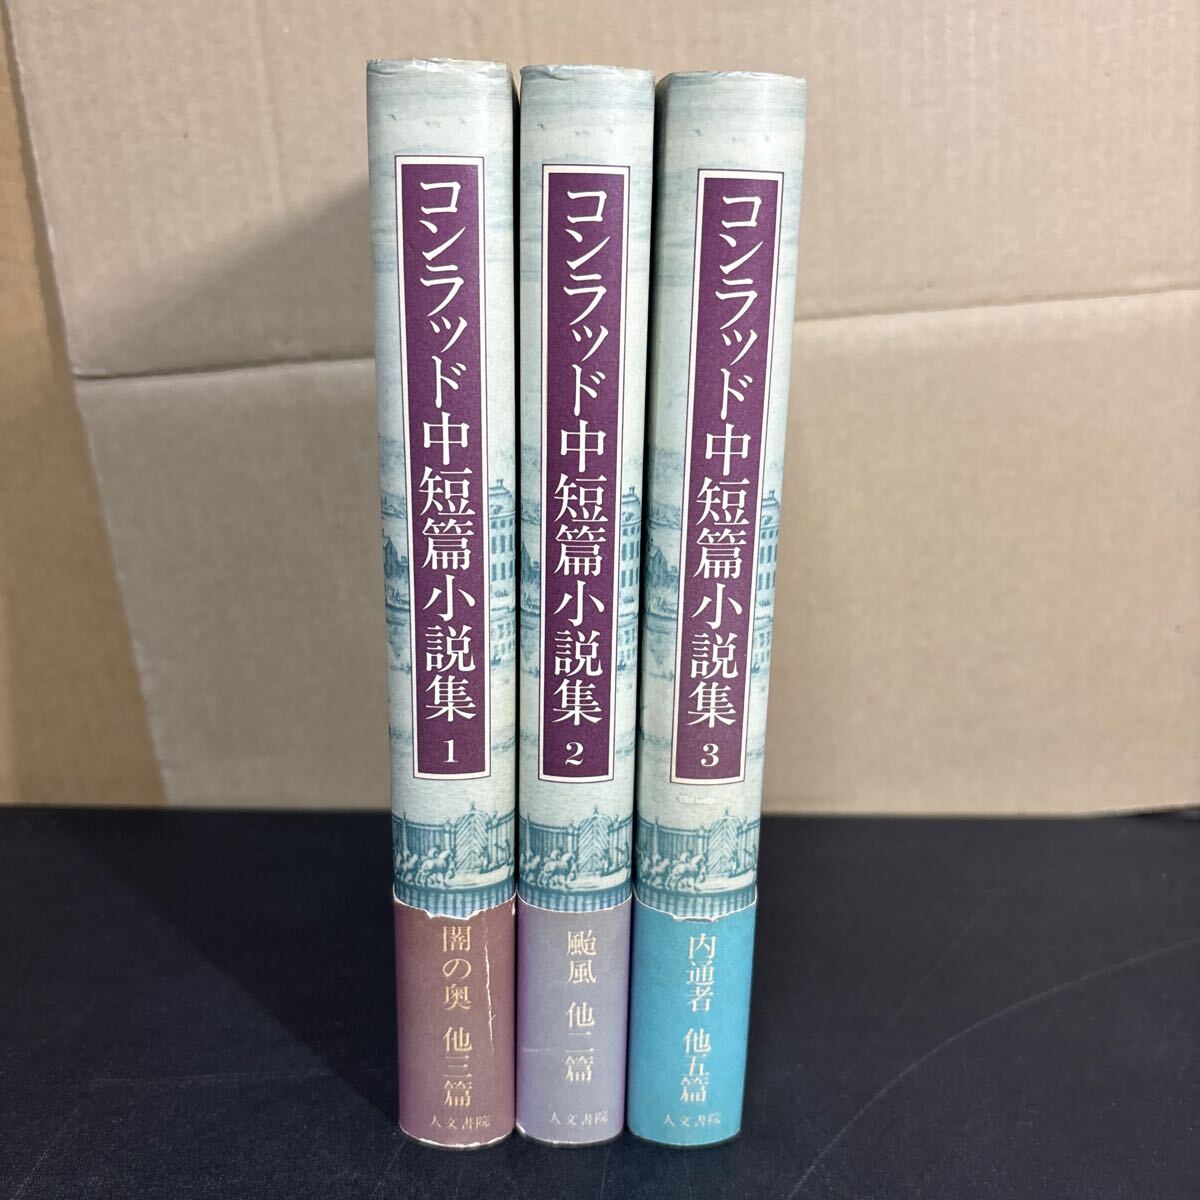 コンラッド中短篇小説集 1
闇の奥 他三篇
人文書院
コンラッド中短篇小説集 2
颱風 他二篇
人文書院
コンラッド中短篇小説集 3
内通者 他五篇
人文書院